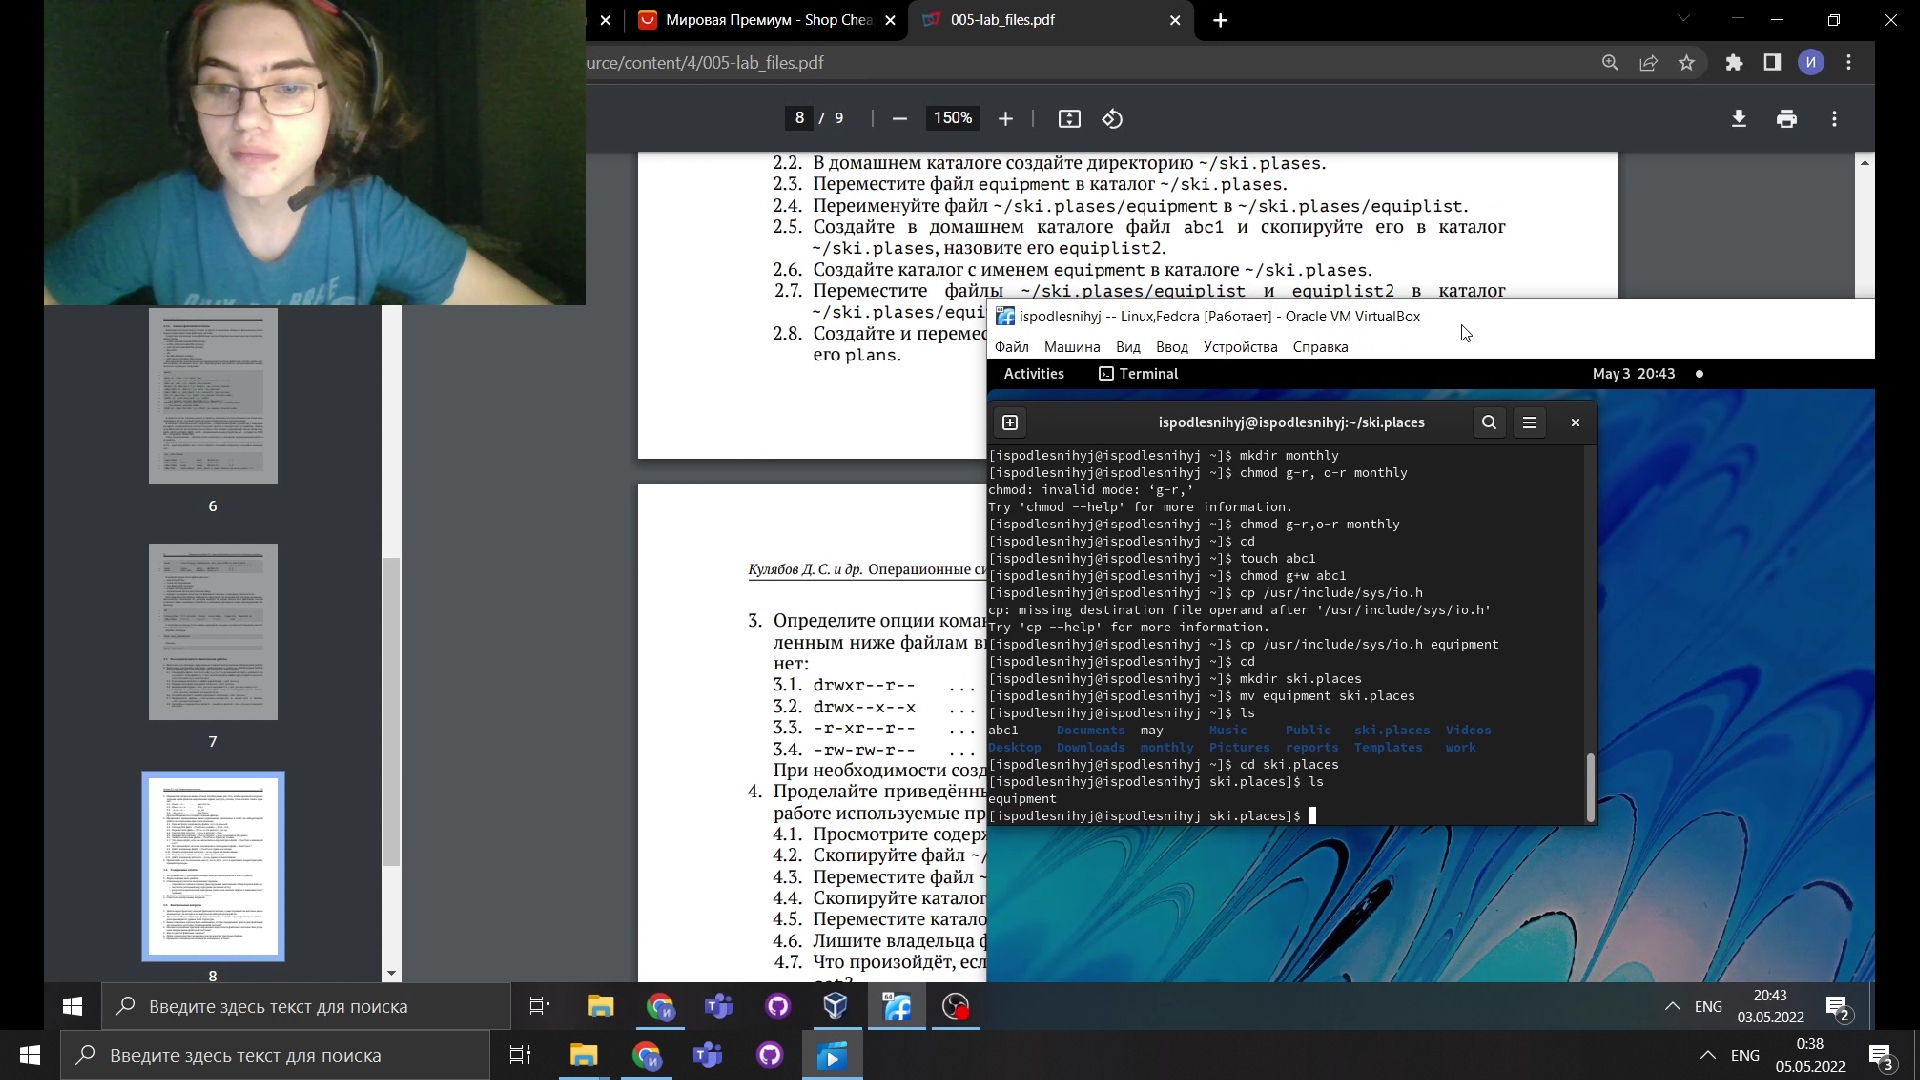 Мировая Премиум - Shop Chea
005-lab_files.pdf
urce/content/4/005-lab_files.pdf
И
8 / 9
150%
2.2. В домашнем каталоге создайте директорию ~/ski.plases.
2.3. Переместите файл equipment в каталог ~/ski.plases.
2.4. Переименуйте файл ~/ski.plases/equipment в ~/ski.plases/equiplist.
2.5. Создайте в домашнем каталоге файл abc1 и скопируйте его в каталог
~/ski.plases, назовите его equiplist2.
2.6. Создайте каталог с именем equipment в каталоге ~/ski.plases.
2.7. Переместите файлы ~/ski.plases/equiplist и equiplist2 в каталог
~/ski.plases/equi
2.8. Создайте и перемес
его plans.
Кулябов Д. С. и др. Операционные си
3. Определите опции коман
ленным ниже файлам вы
нет:
3.1. drwxr--r-- ...
3.2. drwx--x--x ...
3.3. -r-xr--r-- ...
3.4. -rw-rw-r-- ...
При необходимости созд
4. Проделайте приведённы
работе используемые пр
4.1. Просмотрите содерж
4.2. Скопируйте файл ~/
4.3. Переместите файл ~
4.4. Скопируйте каталог
4.5. Переместите катало
4.6. Лишите владельца ф
4.7. Что произойдёт, есл
6
7
8
ispodlesnihyj -- Linux,Fedora [Работает] - Oracle VM VirtualBox
Файл Машина Вид Ввод Устройства Справка
Activities Terminal May 3 20:43
ispodlesnihyj@ispodlesnihyj:~/ski.places
[ispodlesnihyj@ispodlesnihyj ~]$ mkdir monthly
[ispodlesnihyj@ispodlesnihyj ~]$ chmod g-r, o-r monthly
chmod: invalid mode: ‘g-r,’
Try 'chmod --help' for more information.
[ispodlesnihyj@ispodlesnihyj ~]$ chmod g-r,o-r monthly
[ispodlesnihyj@ispodlesnihyj ~]$ cd
[ispodlesnihyj@ispodlesnihyj ~]$ touch abc1
[ispodlesnihyj@ispodlesnihyj ~]$ chmod g+w abc1
[ispodlesnihyj@ispodlesnihyj ~]$ cp /usr/include/sys/io.h
cp: missing destination file operand after '/usr/include/sys/io.h'
Try 'cp --help' for more information.
[ispodlesnihyj@ispodlesnihyj ~]$ cp /usr/include/sys/io.h equipment
[ispodlesnihyj@ispodlesnihyj ~]$ cd
[ispodlesnihyj@ispodlesnihyj ~]$ mkdir ski.places
[ispodlesnihyj@ispodlesnihyj ~]$ mv equipment ski.places
[ispodlesnihyj@ispodlesnihyj ~]$ ls
abc1 Documents may Music Public ski.places Videos
Desktop Downloads monthly Pictures reports Templates work
[ispodlesnihyj@ispodlesnihyj ~]$ cd ski.places
[ispodlesnihyj@ispodlesnihyj ski.places]$ ls
equipment
[ispodlesnihyj@ispodlesnihyj ski.places]$
Введите здесь текст для поиска
64
ENG
20:43
03.05.2022
2
Введите здесь текст для поиска
ENG
0:38
05.05.2022
3